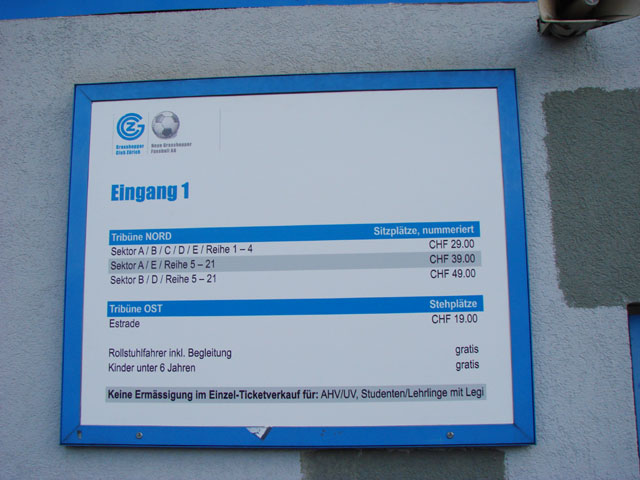 GCZ
Grasshopper Club Zürich
Neue Grasshopper Fussball AG
Eingang 1
Tribüne NORD Sitzplätze, nummeriert
Sektor A / B / C / D / E / Reihe 1 – 4 CHF 29.00
Sektor A / E / Reihe 5 – 21 CHF 39.00
Sektor B / D / Reihe 5 – 21 CHF 49.00
Tribüne OST Stehplätze
Estrade CHF 19.00
Rollstuhlfahrer inkl. Begleitung gratis
Kinder unter 6 Jahren gratis
Keine Ermässigung im Einzel-Ticketverkauf für: AHV/UV, Studenten/Lehrlinge mit Legi